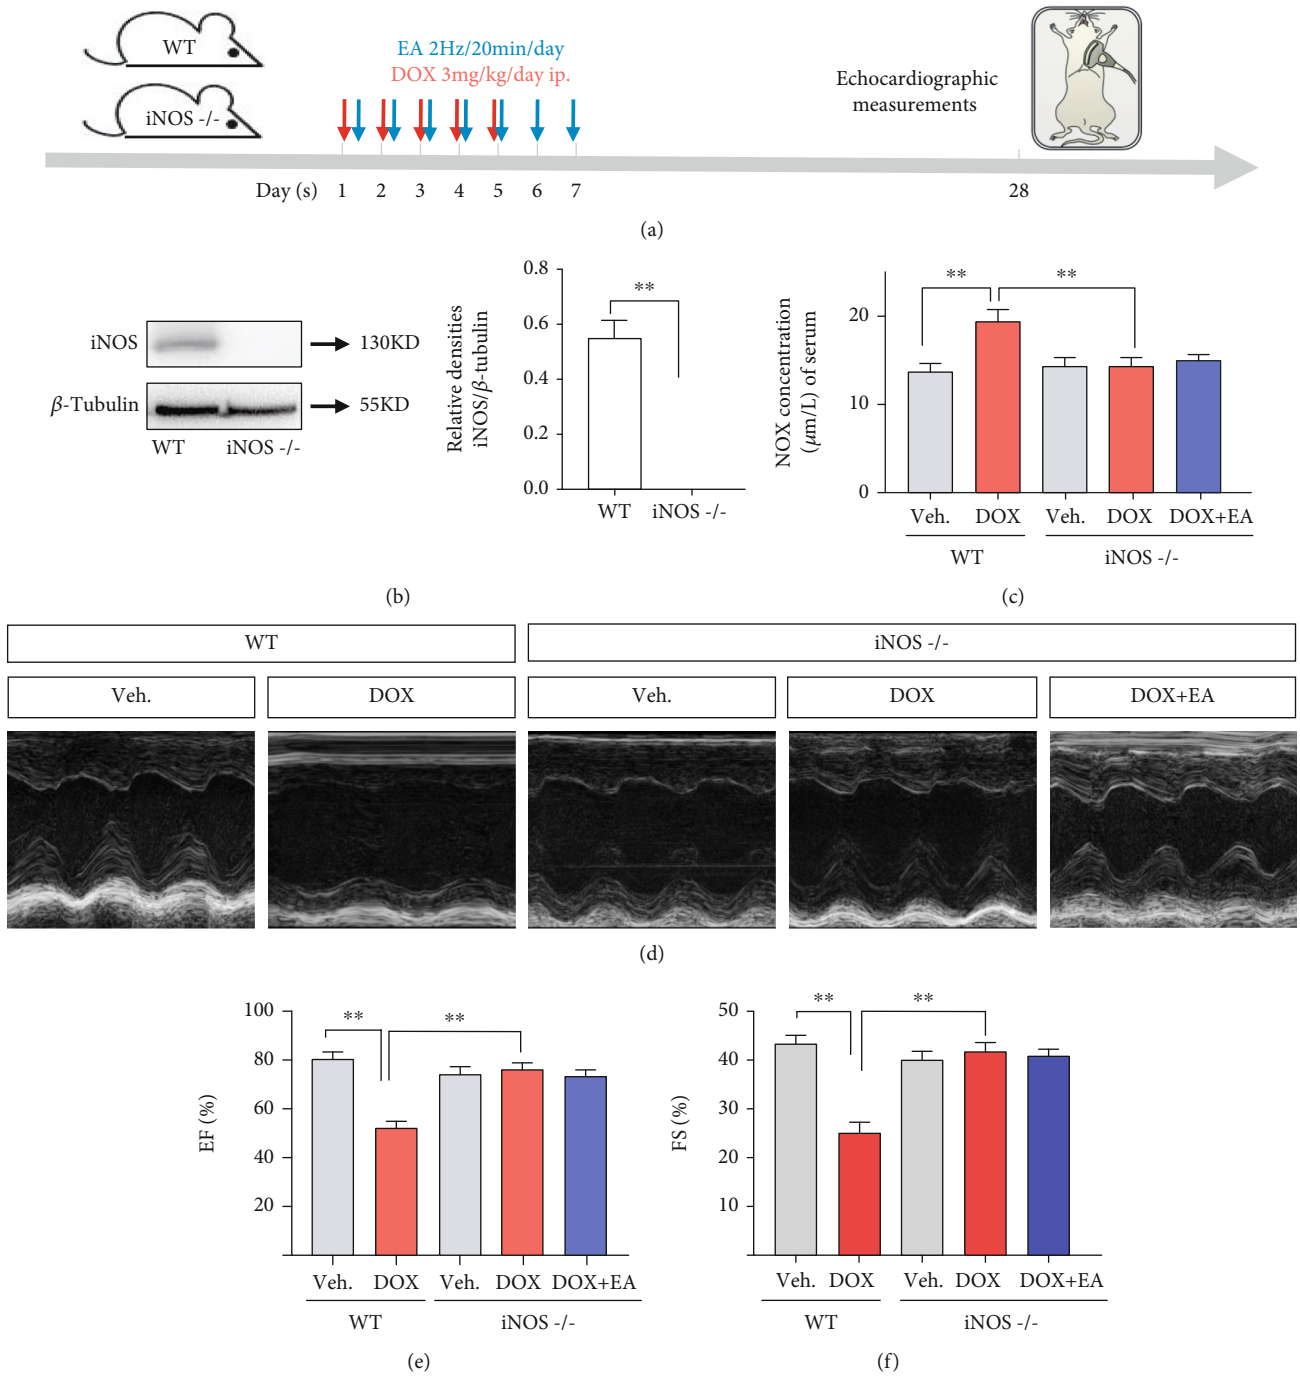 WT
iNOS -/-
EA 2Hz/20min/day
DOX 3mg/kg/day ip.
Echocardiographic
measurements
Day (s) 1 2 3 4 5 6 7 28
(a)
iNOS
130KD
β-Tubulin
55KD
WT iNOS -/-
Relative densities
iNOS/β-tubulin
0.8
0.6
0.4
0.2
0.0
**
WT iNOS -/-
(b)
NOX concentration
(μm/L) of serum
20
10
0
** **
Veh. DOX Veh. DOX DOX+EA
WT iNOS -/-
(c)
WT iNOS -/-
Veh. DOX Veh. DOX DOX+EA
(d)
EF (%)
100
80
60
40
20
** **
Veh. DOX Veh. DOX DOX+EA
WT iNOS -/-
(e)
FS (%)
50
40
30
20
10
** **
Veh. DOX Veh. DOX DOX+EA
WT iNOS -/-
(f)